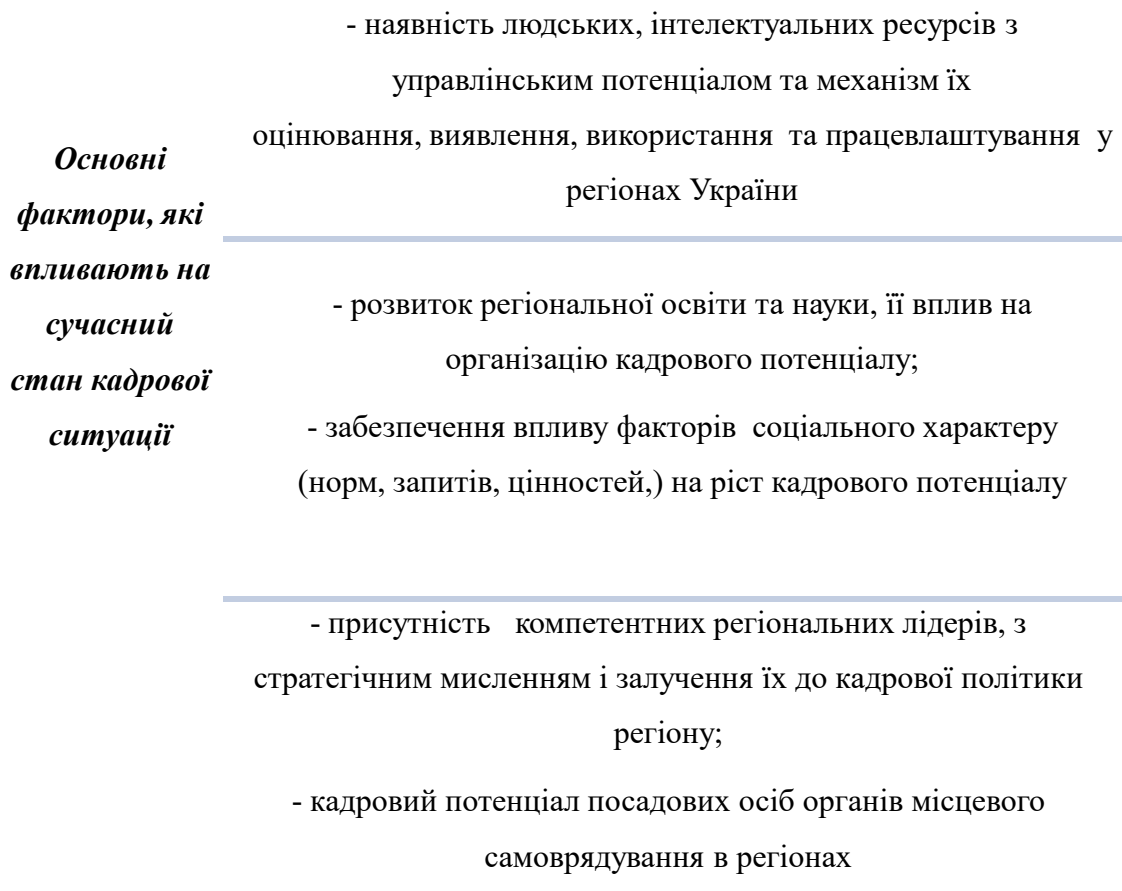 Основні
фактори, які
впливають на
сучасний
стан кадрової
ситуації
- наявність людських, інтелектуальних ресурсів з
управлінським потенціалом та механізм їх
оцінювання, виявлення, використання та працевлаштування у
регіонах України
- розвиток регіональної освіти та науки, її вплив на
організацію кадрового потенціалу;
- забезпечення впливу факторів соціального характеру
(норм, запитів, цінностей,) на ріст кадрового потенціалу
- присутність компетентних регіональних лідерів, з
стратегічним мисленням і залучення їх до кадрової політики
регіону;
- кадровий потенціал посадових осіб органів місцевого
самоврядування в регіонах